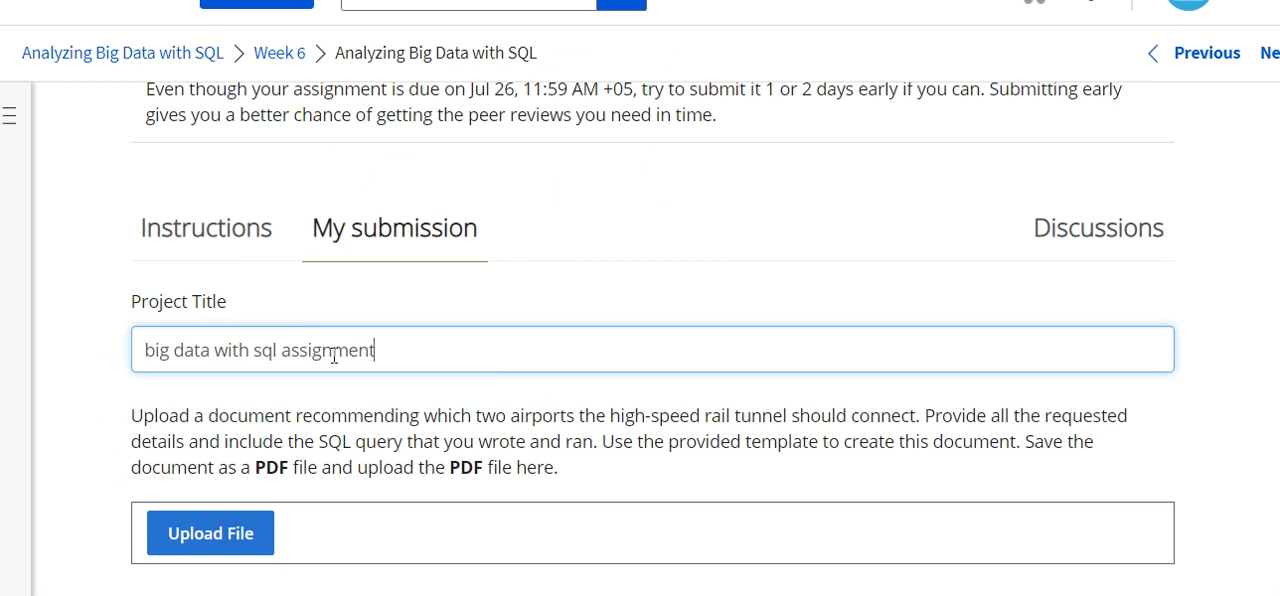 Analyzing Big Data with SQL > Week 6 > Analyzing Big Data with SQL < Previous Ne
Even though your assignment is due on Jul 26, 11:59 AM +05, try to submit it 1 or 2 days early if you can. Submitting early
gives you a better chance of getting the peer reviews you need in time.
Instructions My submission Discussions
Project Title
big data with sql assignment
Upload a document recommending which two airports the high-speed rail tunnel should connect. Provide all the requested
details and include the SQL query that you wrote and ran. Use the provided template to create this document. Save the
document as a PDF file and upload the PDF file here.
Upload File